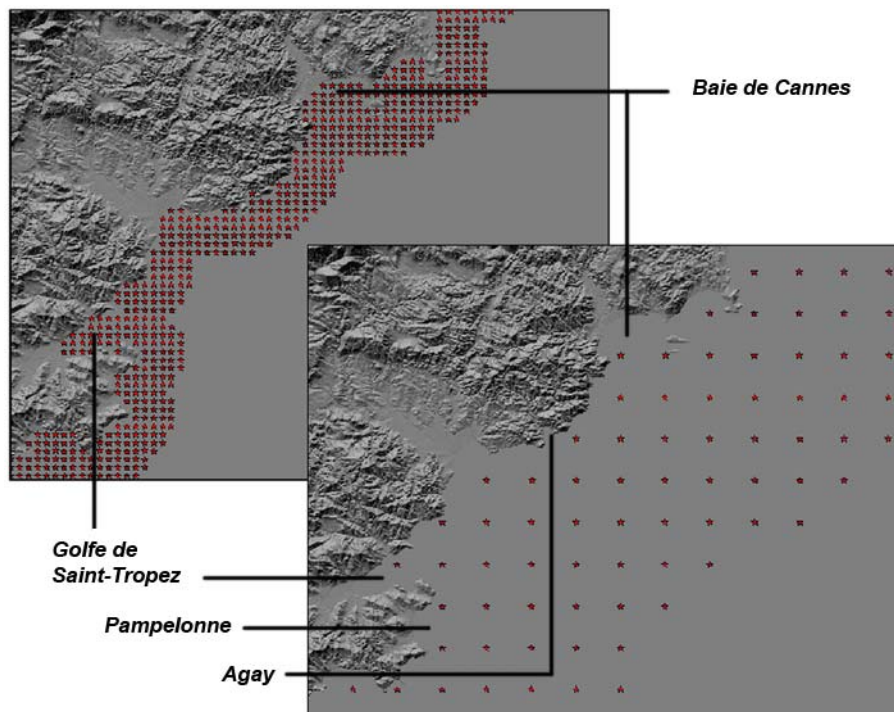 Baie de Cannes
Golfe de
Saint-Tropez
Pampelonne
Agay